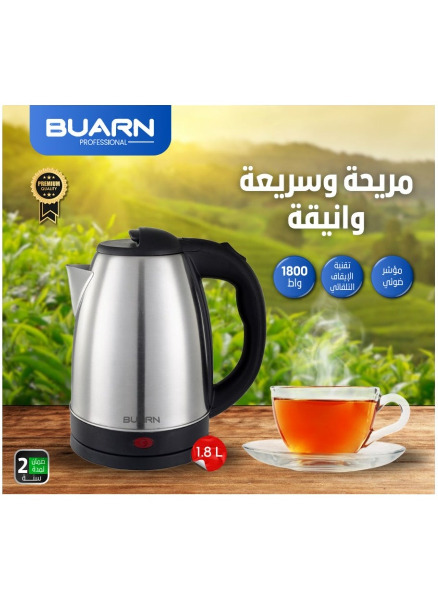 BUARN
PROFESSIONAL
PREMIUM
QUALITY
مريحة وسريعة
وانيقة
مؤشر
ضوئي
تقنية
الإيقاف
التلقائي
1800
واط
BUARN
1.8 L
2
ضمان
لمدة
سنة